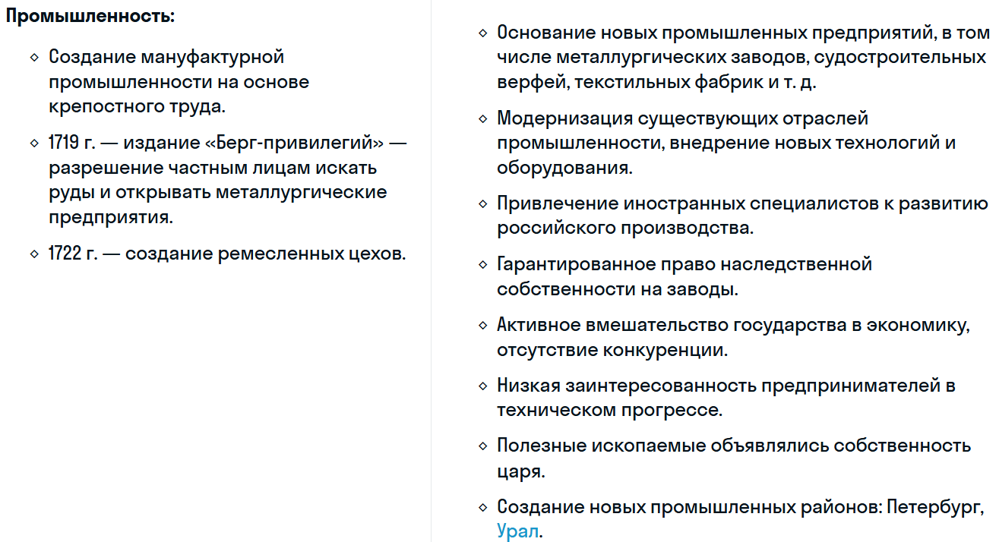 Промышленность:
◇ Создание мануфактурной
промышленности на основе
крепостного труда.
◇ 1719 г. — издание «Берг-привилегий» —
разрешение частным лицам искать
руды и открывать металлургические
предприятия.
◇ 1722 г. — создание ремесленных цехов.
◇ Основание новых промышленных предприятий, в том
числе металлургических заводов, судостроительных
верфей, текстильных фабрик и т. д.
◇ Модернизация существующих отраслей
промышленности, внедрение новых технологий и
оборудования.
◇ Привлечение иностранных специалистов к развитию
российского производства.
◇ Гарантированное право наследственной
собственности на заводы.
◇ Активное вмешательство государства в экономику,
отсутствие конкуренции.
◇ Низкая заинтересованность предпринимателей в
техническом прогрессе.
◇ Полезные ископаемые объявлялись собственность
царя.
◇ Создание новых промышленных районов: Петербург,
Урал.